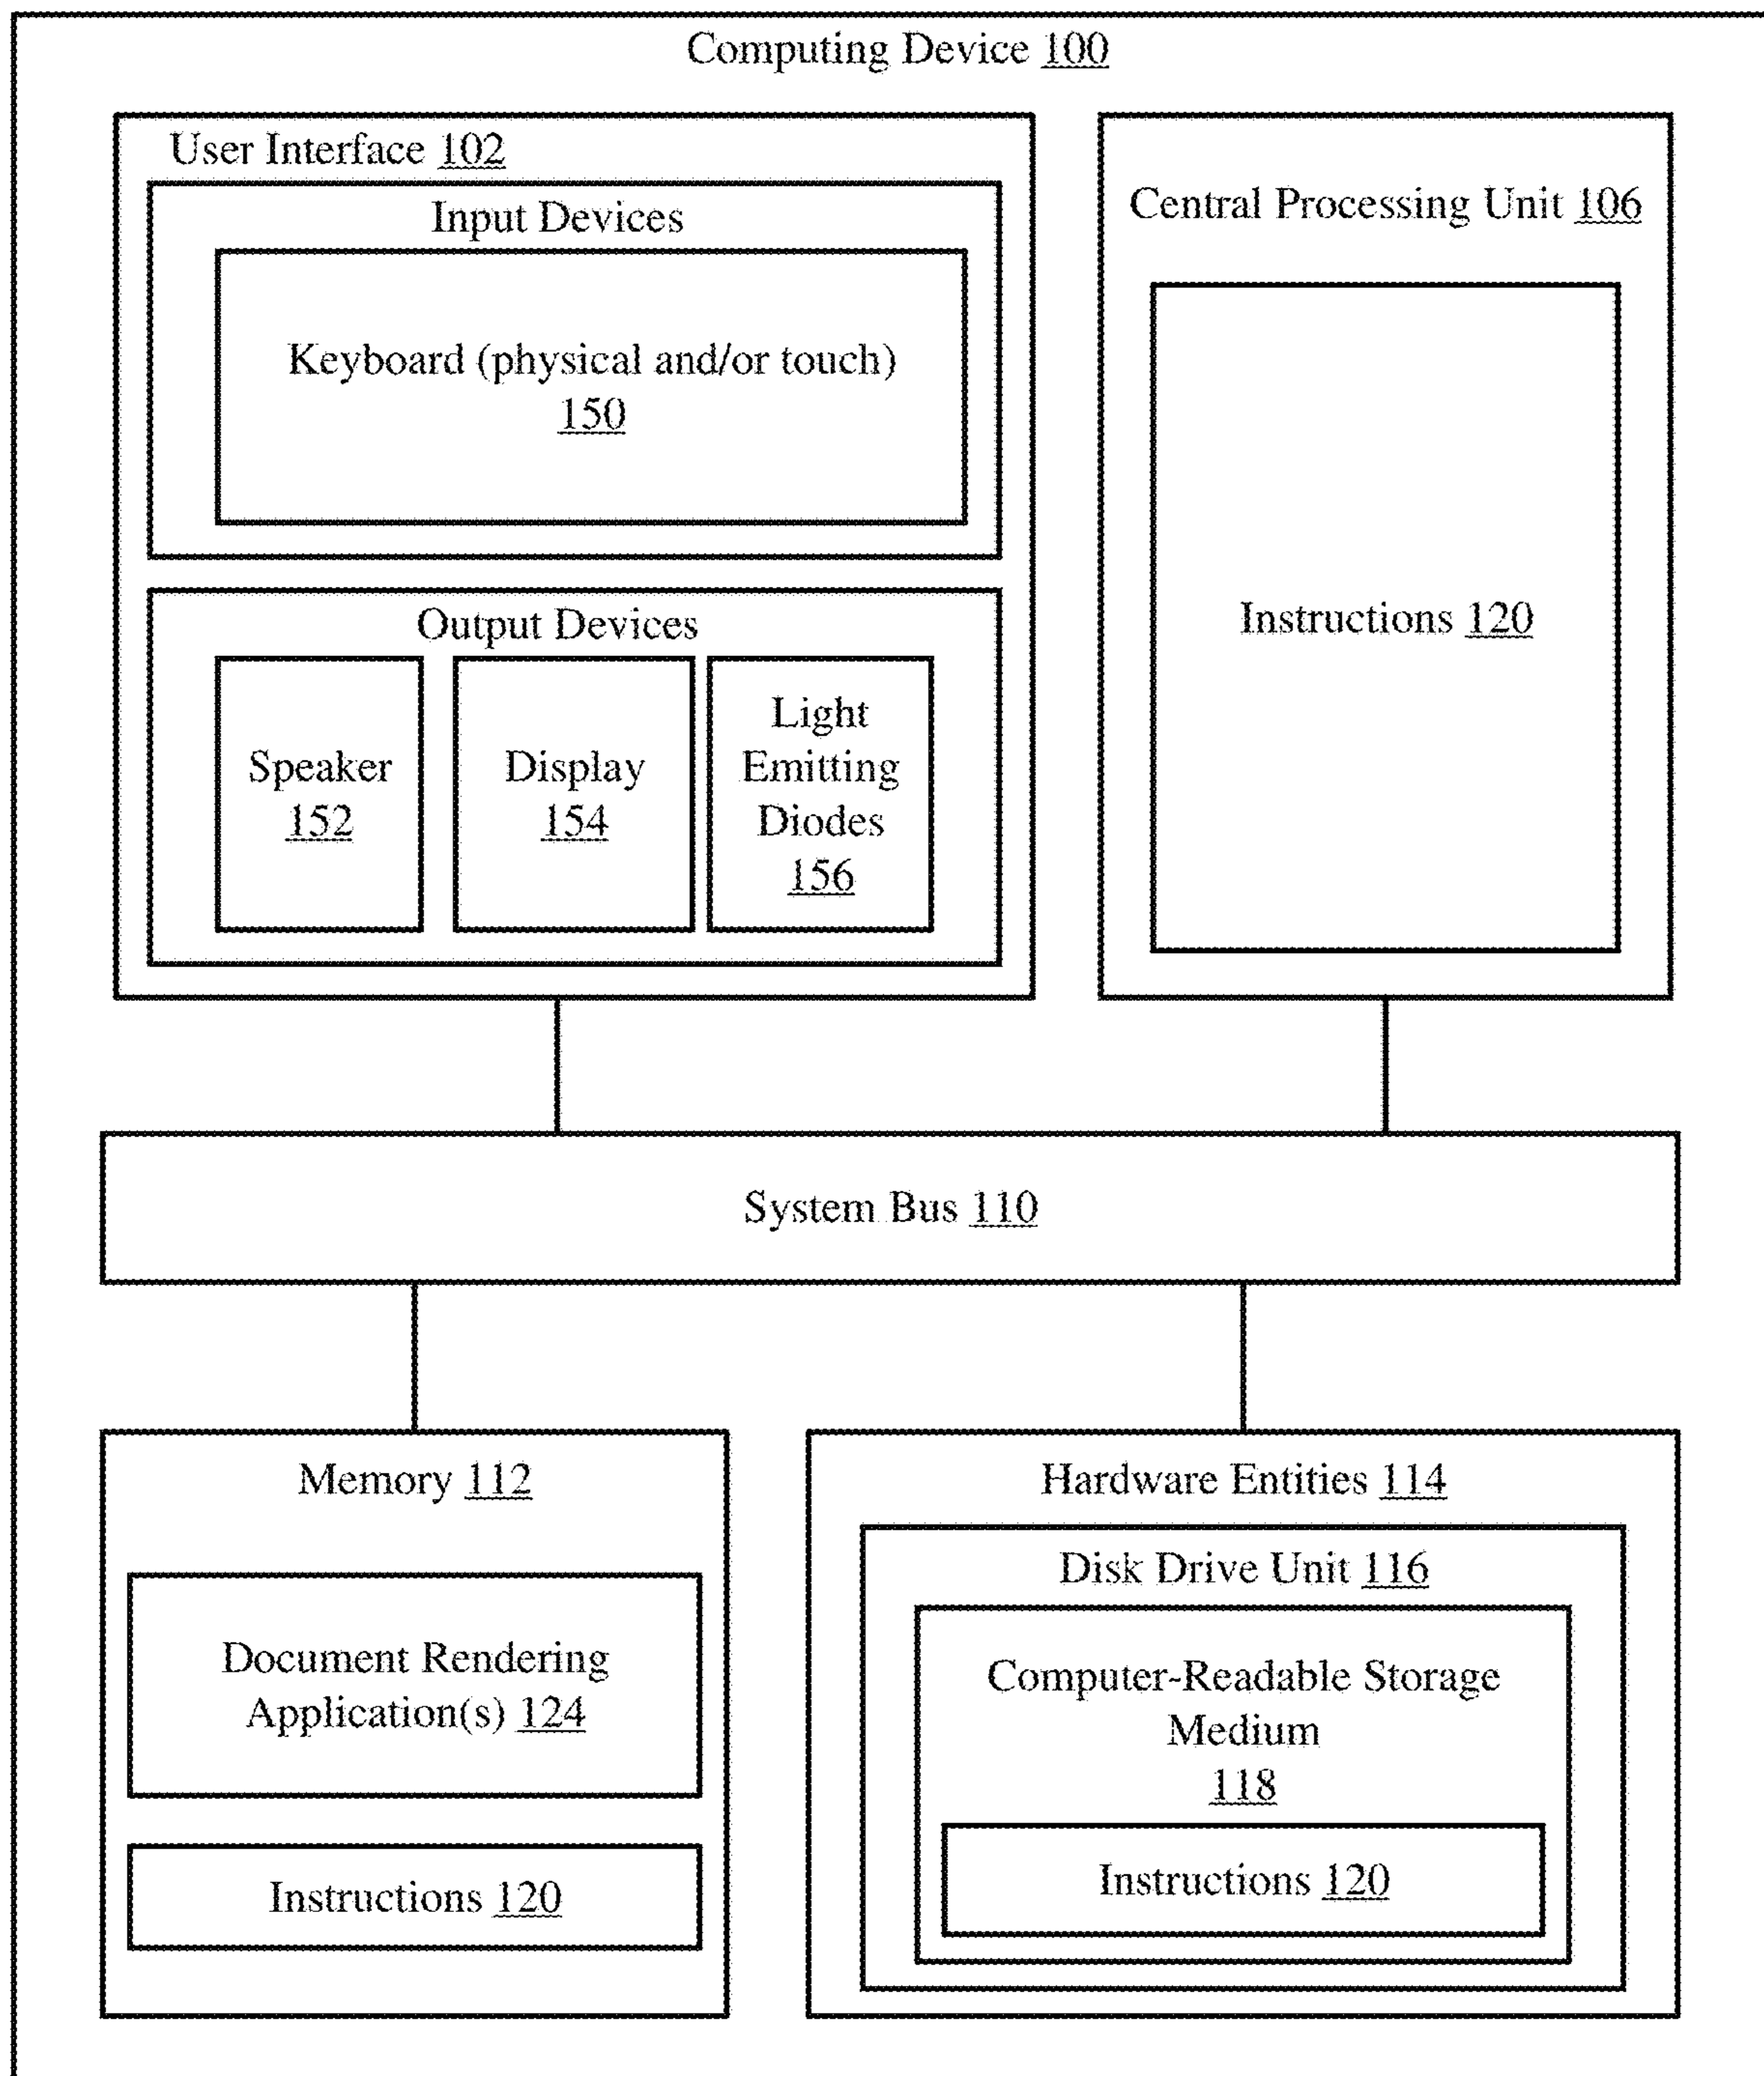 Computing Device 100
User Interface 102
Input Devices
Keyboard (physical and/or touch)
150
Output Devices
Speaker
152
Display
154
Light
Emitting
Diodes
156
Central Processing Unit 106
Instructions 120
System Bus 110
Memory 112
Document Rendering
Application(s) 124
Instructions 120
Hardware Entities 114
Disk Drive Unit 116
Computer-Readable Storage
Medium
118
Instructions 120